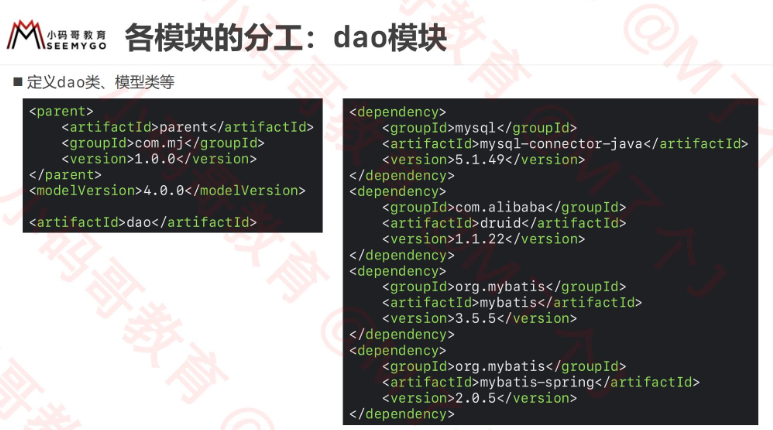 小码哥教育
SEEMYGO
各模块的分工：dao模块
■ 定义dao类、模型类等
<parent>
    <artifactId>parent</artifactId>
    <groupId>com.mj</groupId>
    <version>1.0.0</version>
</parent>
<modelVersion>4.0.0</modelVersion>

<artifactId>dao</artifactId>
<dependency>
    <groupId>mysql</groupId>
    <artifactId>mysql-connector-java</artifactId>
    <version>5.1.49</version>
</dependency>
<dependency>
    <groupId>com.alibaba</groupId>
    <artifactId>druid</artifactId>
    <version>1.1.22</version>
</dependency>
<dependency>
    <groupId>org.mybatis</groupId>
    <artifactId>mybatis</artifactId>
    <version>3.5.5</version>
</dependency>
<dependency>
    <groupId>org.mybatis</groupId>
    <artifactId>mybatis-spring</artifactId>
    <version>2.0.5</version>
</dependency>